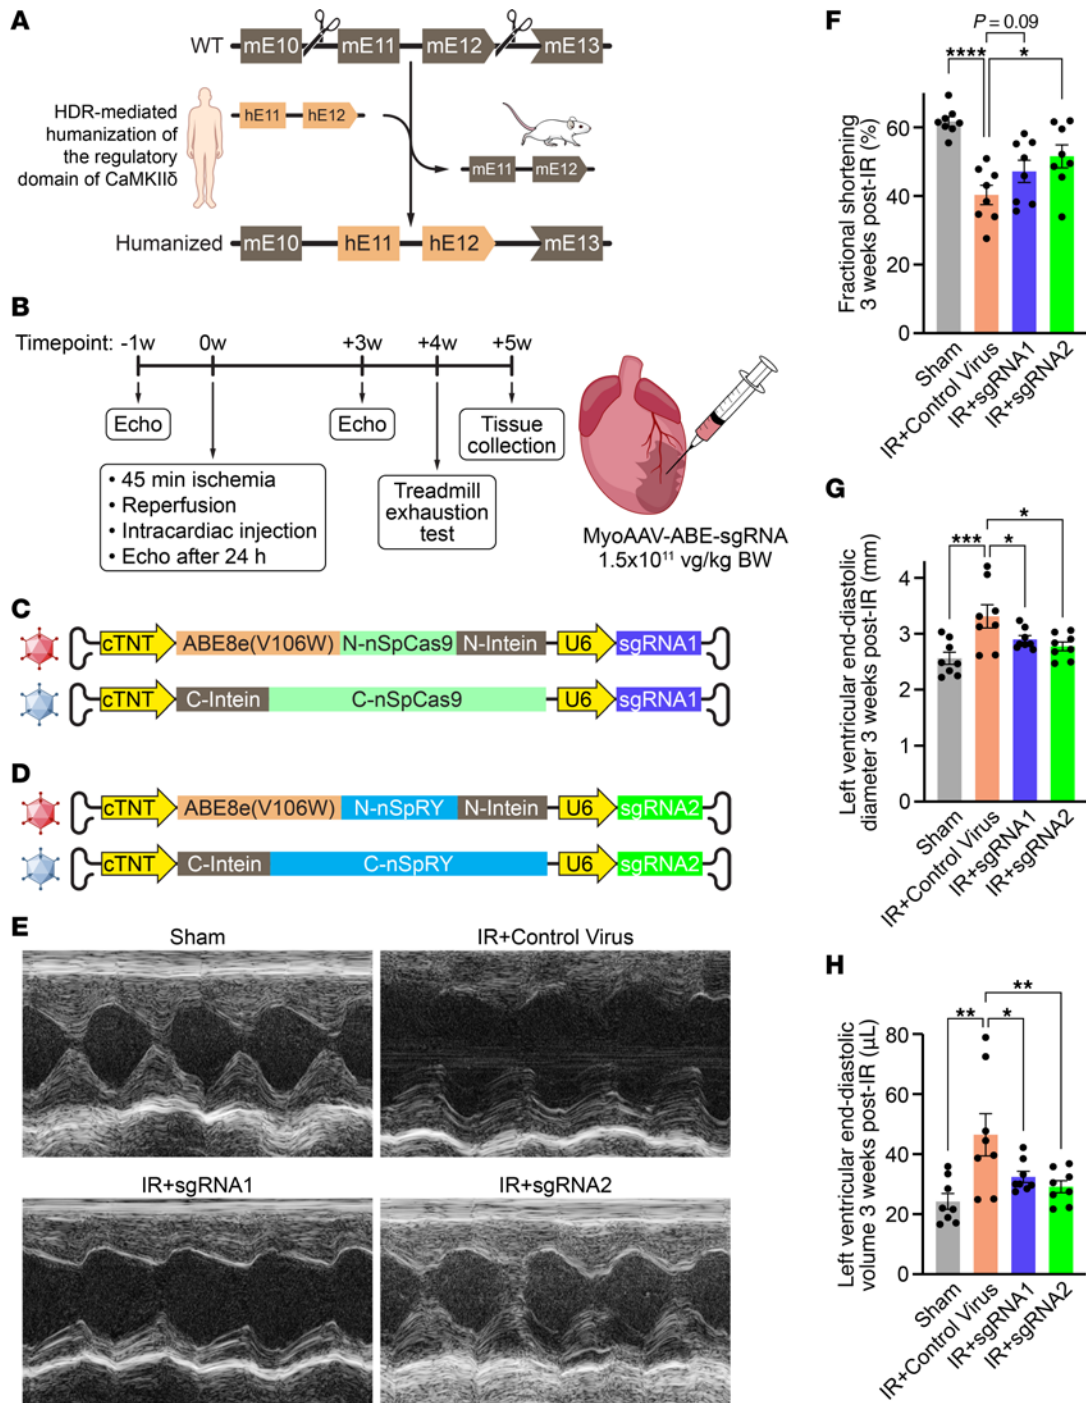 A
WT
mE10
mE11
mE12
mE13
HDR-mediated
humanization of
the regulatory
domain of CaMKIIδ
hE11
hE12
mE11
mE12
Humanized
mE10
hE11
hE12
mE13
B
Timepoint: -1w 0w +3w +4w +5w
Echo
Echo
Tissue
collection
• 45 min ischemia
• Reperfusion
• Intracardiac injection
• Echo after 24 h
Treadmill
exhaustion
test
MyoAAV-ABE-sgRNA
1.5x10¹¹ vg/kg BW
C
cTNT ABE8e(V106W) N-nSpCas9 N-Intein U6 sgRNA1
cTNT C-Intein C-nSpCas9 U6 sgRNA1
D
cTNT ABE8e(V106W) N-nSpRY N-Intein U6 sgRNA2
cTNT C-Intein C-nSpRY U6 sgRNA2
E
Sham
IR+Control Virus
IR+sgRNA1
IR+sgRNA2
F
P = 0.09
**** *
Fractional shortening
3 weeks post-IR (%)
60
40
20
0
Sham
IR+Control Virus
IR+sgRNA1
IR+sgRNA2
G
*
*** *
Left ventricular end-diastolic
diameter 3 weeks post-IR (mm)
4
3
2
1
0
Sham
IR+Control Virus
IR+sgRNA1
IR+sgRNA2
H
**
** *
Left ventricular end-diastolic
volume 3 weeks post-IR (µL)
80
60
40
20
0
Sham
IR+Control Virus
IR+sgRNA1
IR+sgRNA2